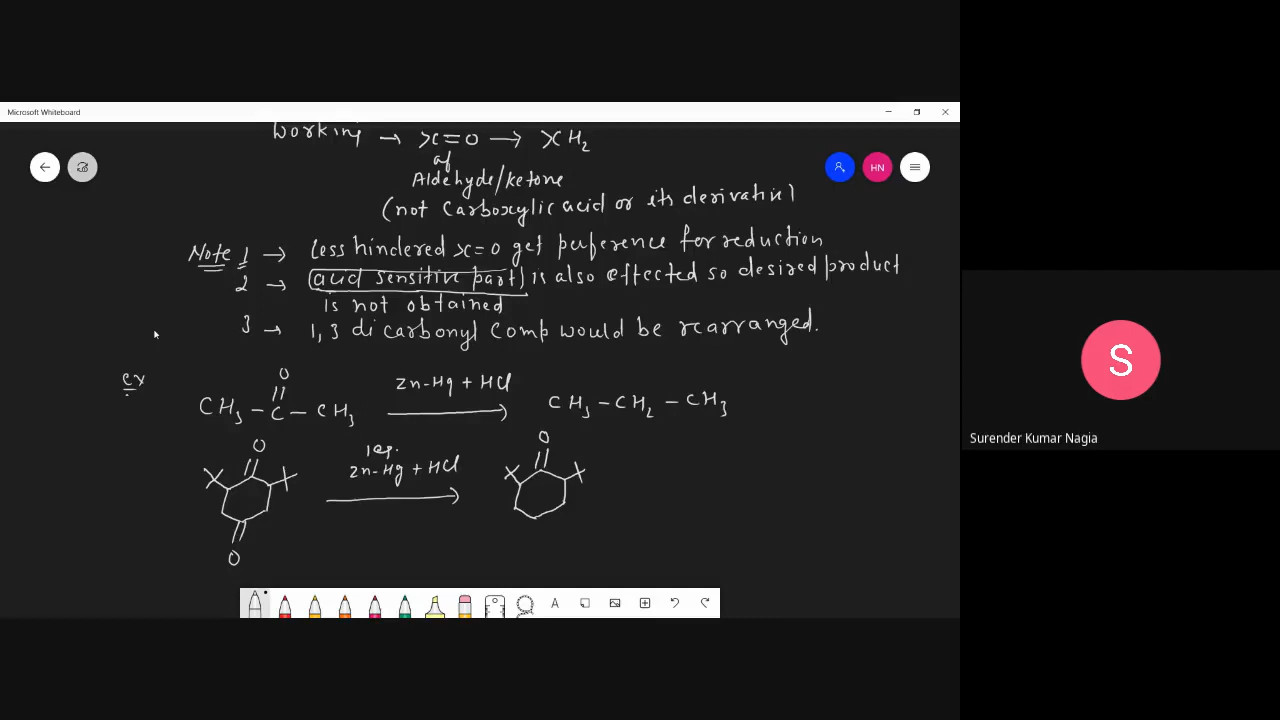 Microsoft Whiteboard
Working → >C=O → >CH2
of
Aldehyde/ketone
(not Carboxylic acid or its derivative)
HN
Note 1 → less hindered >C=O get preference for reduction
2 → (acid sensitive part) is also effected so desired product
is not obtained
3 → 1,3 dicarbonyl Comp would be rearranged.
S
Surender Kumar Nagia
ex
O
CH3 - C - CH3 Zn-Hg + HCl CH3 - CH2 - CH3
O 1eq. O
Zn-Hg + HCl
O
A